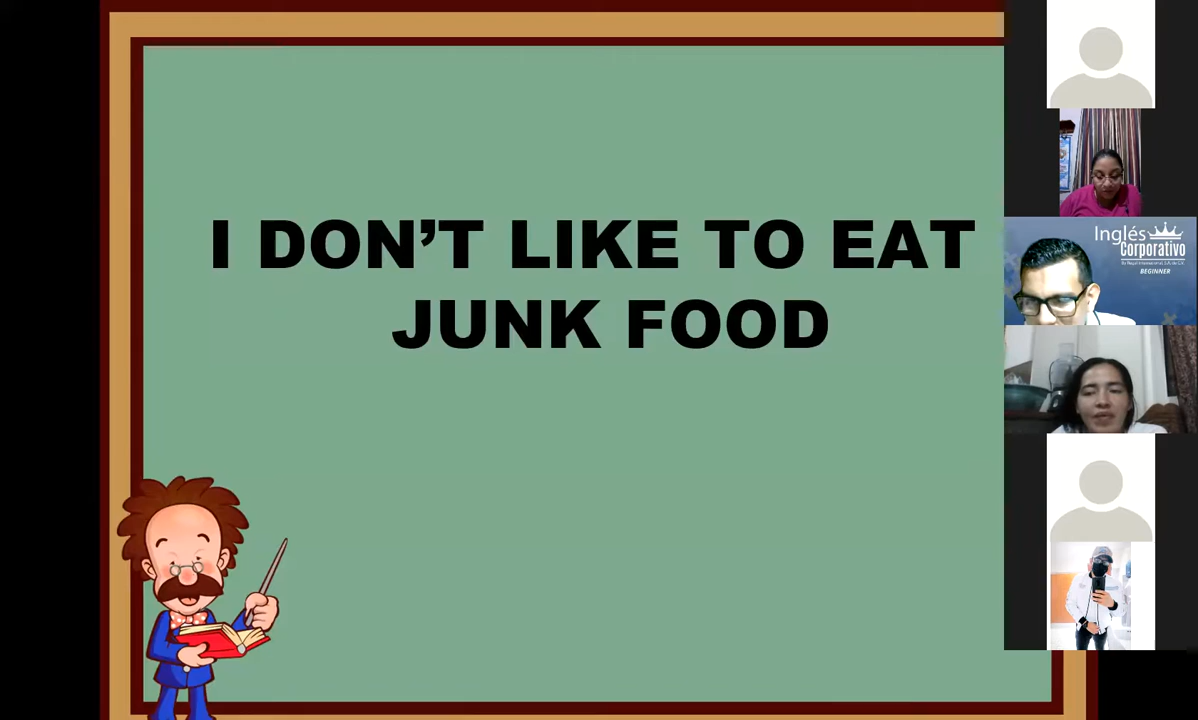 I DON’T LIKE TO EAT
JUNK FOOD
Inglés
Corporativo
BEGINNER